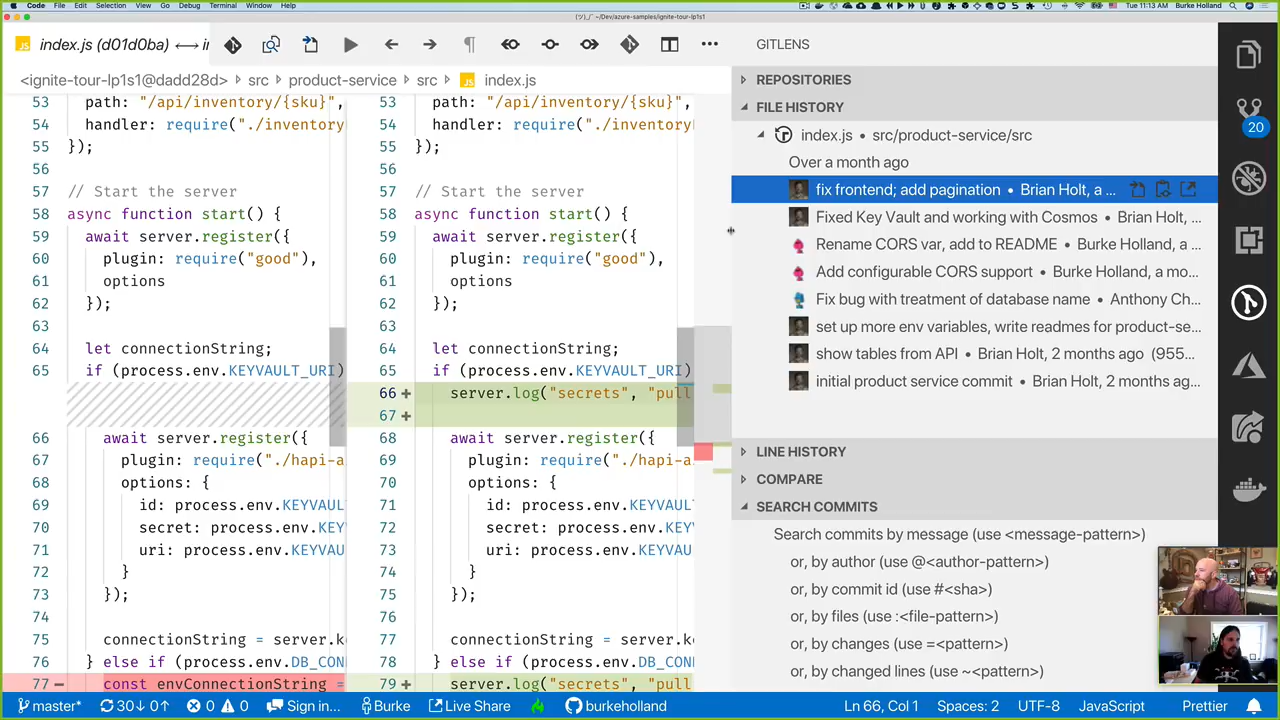 Code File Edit Selection View Go Debug Terminal Window Help
Tue 11:13 AM Burke Holland
~/Dev/azure-samples/ignite-tour-lp1s1
JS index.js (d01d0ba) ⟷ i
<ignite-tour-lp1s1@dadd28d> src product-service src JS index.js
53 path: "/api/inventory/{sku}",
54 handler: require("./inventory
55 });
56
57 // Start the server
58 async function start() {
59 await server.register({
60 plugin: require("good"),
61 options
62 });
63
64 let connectionString;
65 if (process.env.KEYVAULT_URI)
66 await server.register({
67 plugin: require("./hapi-a
68 options: {
69 id: process.env.KEYVAUL
70 secret: process.env.KEY
71 uri: process.env.KEYVAU
72 }
73 });
74
75 connectionString = server.k
76 } else if (process.env.DB_CON
77 − const envConnectionString =
53 path: "/api/inventory/{sku}",
54 handler: require("./inventory
55 });
56
57 // Start the server
58 async function start() {
59 await server.register({
60 plugin: require("good"),
61 options
62 });
63
64 let connectionString;
65 if (process.env.KEYVAULT_URI)
66 + server.log("secrets", "pull
67 +
68 await server.register({
69 plugin: require("./hapi-a
70 options: {
71 id: process.env.KEYVAUL
72 secret: process.env.KEY
73 uri: process.env.KEYVAU
74 }
75 });
76
77 connectionString = server.k
78 } else if (process.env.DB_CON
79 + server.log("secrets", "pull
GITLENS
REPOSITORIES
FILE HISTORY
index.js • src/product-service/src
Over a month ago
fix frontend; add pagination • Brian Holt, a ...
Fixed Key Vault and working with Cosmos • Brian Holt, ...
Rename CORS var, add to README • Burke Holland, a ...
Add configurable CORS support • Burke Holland, a mo...
Fix bug with treatment of database name • Anthony Ch...
set up more env variables, write readmes for product-se...
show tables from API • Brian Holt, 2 months ago (955...
initial product service commit • Brian Holt, 2 months ag...
LINE HISTORY
COMPARE
SEARCH COMMITS
Search commits by message (use <message-pattern>)
or, by author (use @<author-pattern>)
or, by commit id (use #<sha>)
or, by files (use :<file-pattern>)
or, by changes (use =<pattern>)
or, by changed lines (use ~<pattern>)
20
master* 30↓ 0↑ 0 0 Sign in... Burke Live Share burkeholland Ln 66, Col 1 Spaces: 2 UTF-8 JavaScript Prettier